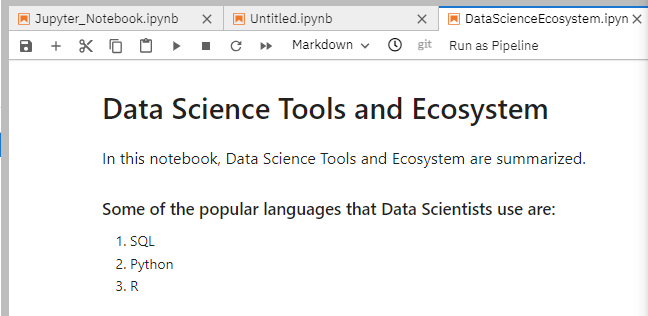 Jupyter_Notebook.ipynb
Untitled.ipynb
DataScienceEcosystem.ipyn
Markdown
git
Run as Pipeline
Data Science Tools and Ecosystem
In this notebook, Data Science Tools and Ecosystem are summarized.
Some of the popular languages that Data Scientists use are:
1. SQL
2. Python
3. R